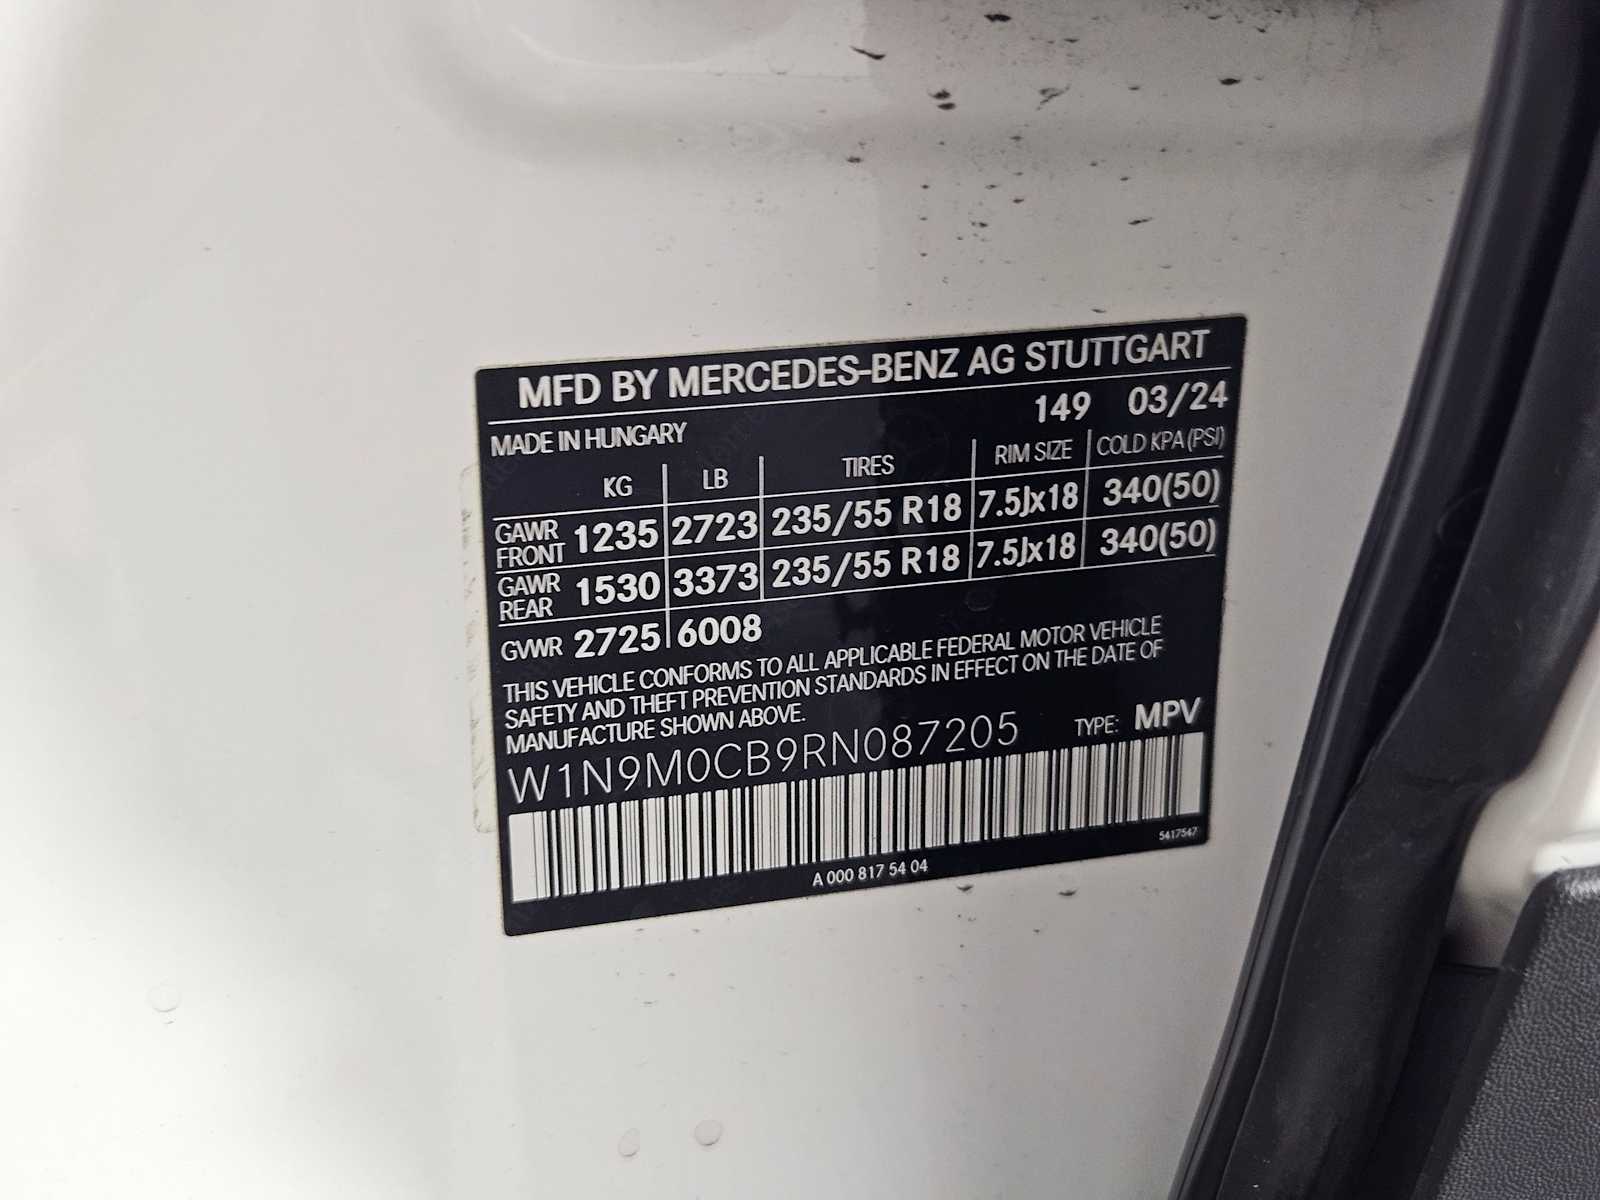 MFD BY MERCEDES-BENZ AG STUTTGART
MADE IN HUNGARY 149 03/24
KG LB TIRES RIM SIZE COLD KPA (PSI)
GAWR FRONT 1235 2723 235/55 R18 7.5Jx18 340(50)
GAWR REAR 1530 3373 235/55 R18 7.5Jx18 340(50)
GVWR 2725 6008
THIS VEHICLE CONFORMS TO ALL APPLICABLE FEDERAL MOTOR VEHICLE
SAFETY AND THEFT PREVENTION STANDARDS IN EFFECT ON THE DATE OF
MANUFACTURE SHOWN ABOVE.
W1N9M0CB9RN087205 TYPE: MPV
5417547
A 000 817 54 04